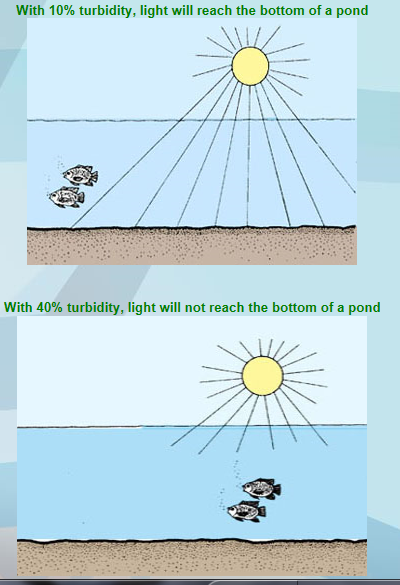 With 10% turbidity, light will reach the bottom of a pond
With 40% turbidity, light will not reach the bottom of a pond